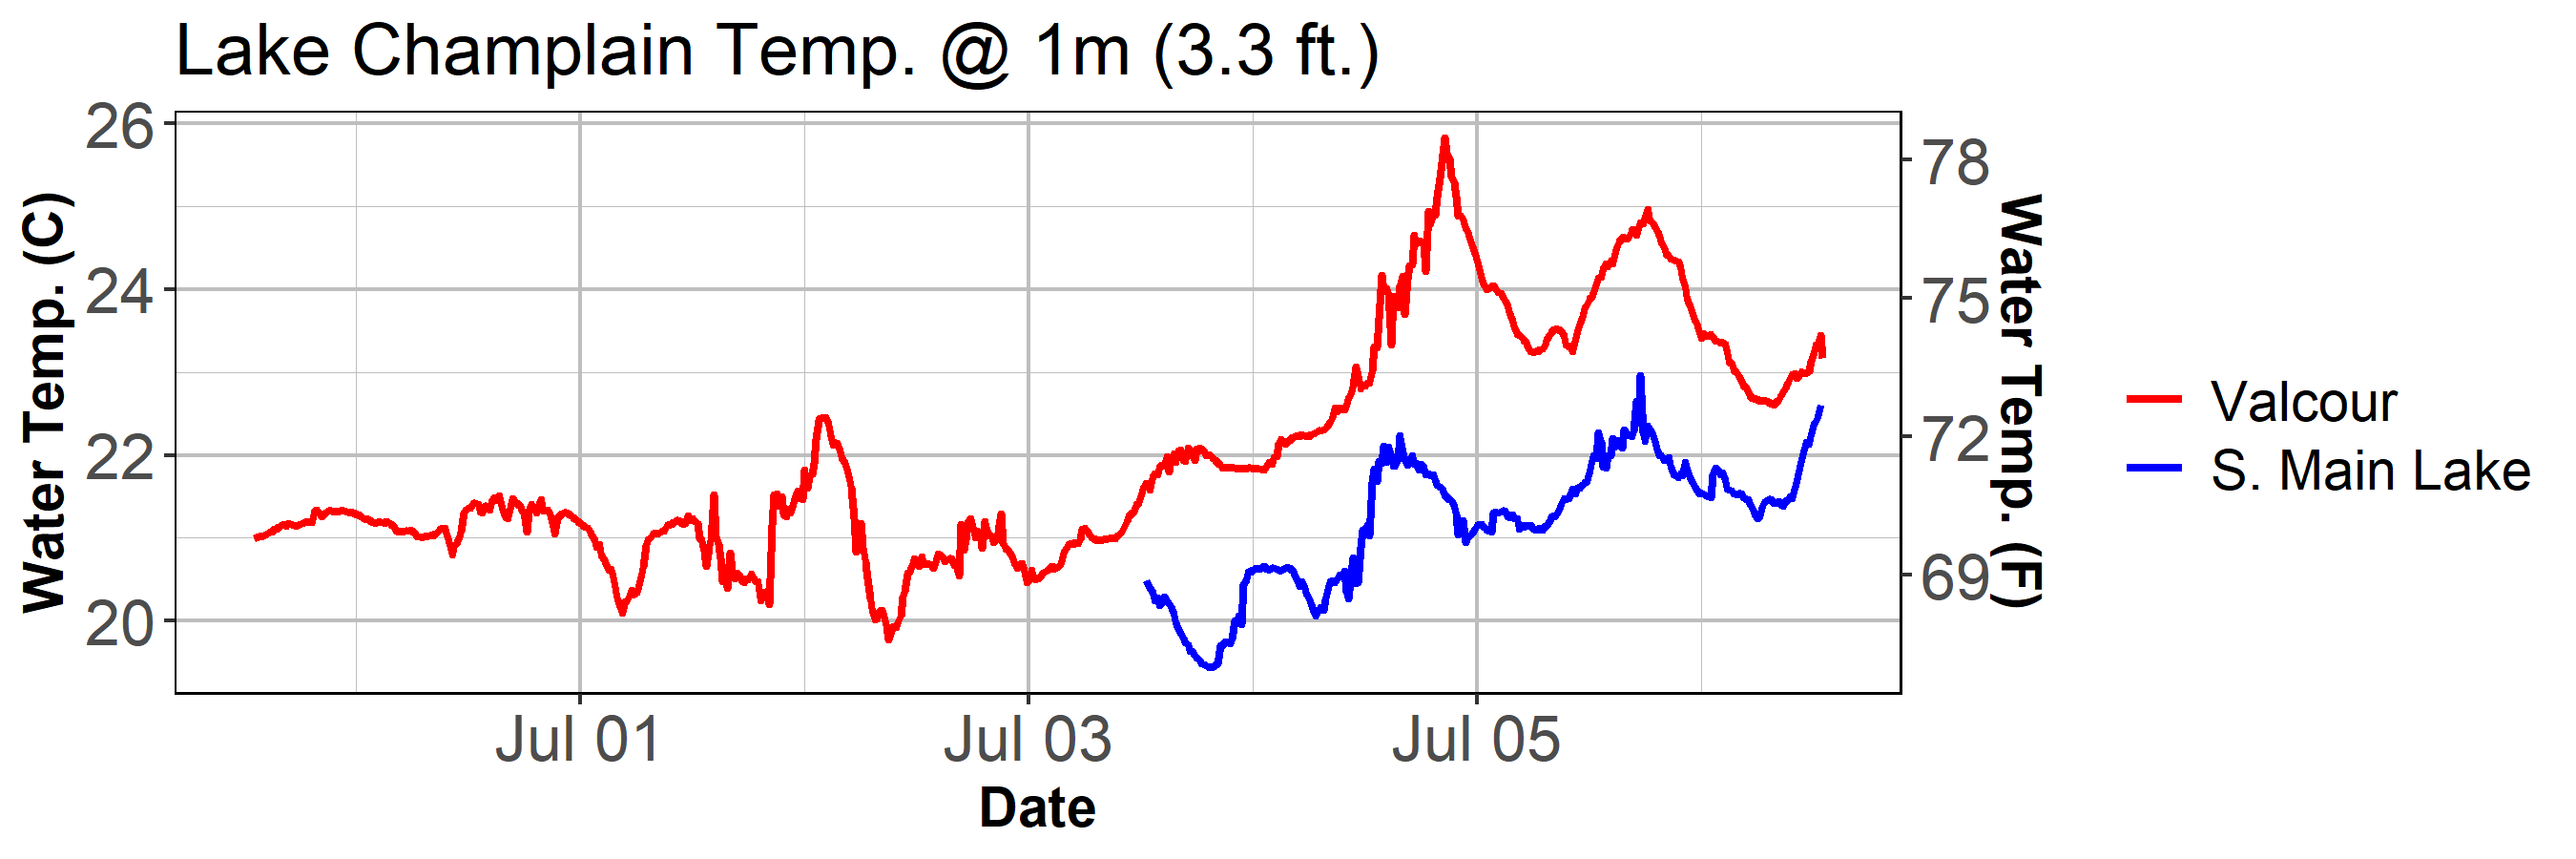 Lake Champlain Temp. @ 1m (3.3 ft.)
Water Temp. (C)
26
24
22
20
78
75
72
69
Water Temp. (F)
Jul 01
Jul 03
Jul 05
Date
Valcour
S. Main Lake